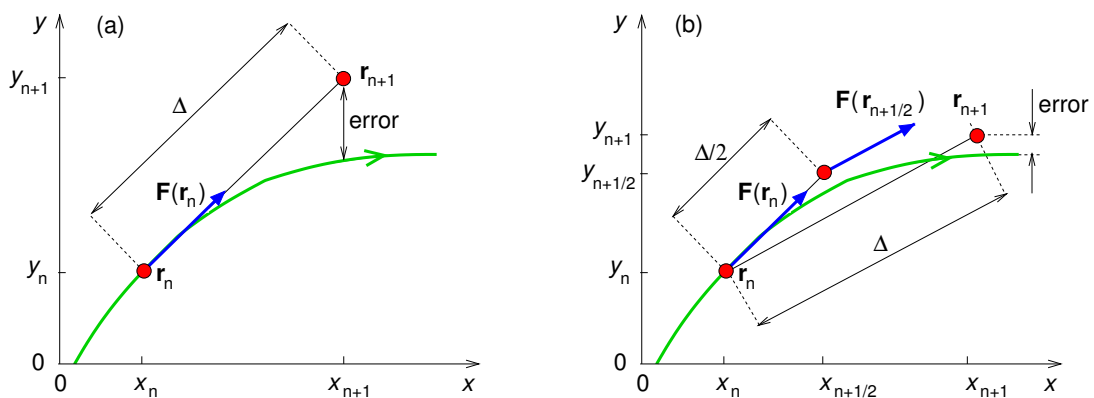 y
(a)
y_{n+1}
r_{n+1}
Δ
error
F(r_n)
y_n
r_n
0
0
x_n
x_{n+1}
x
y
(b)
F(r_{n+1/2})
r_{n+1}
error
y_{n+1}
Δ/2
y_{n+1/2}
F(r_n)
Δ
y_n
r_n
0
0
x_n
x_{n+1/2}
x_{n+1}
x